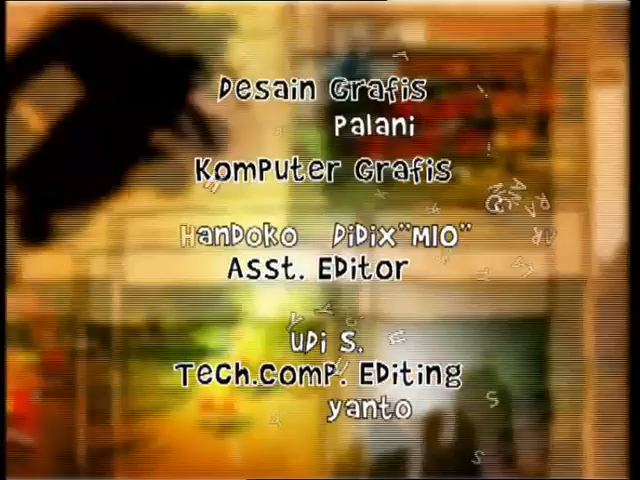 Desain Grafis
Palani
Komputer Grafis
Handoko Didix"Mio"
Asst. Editor
Udi S.
Tech.Comp. Editing
yanto